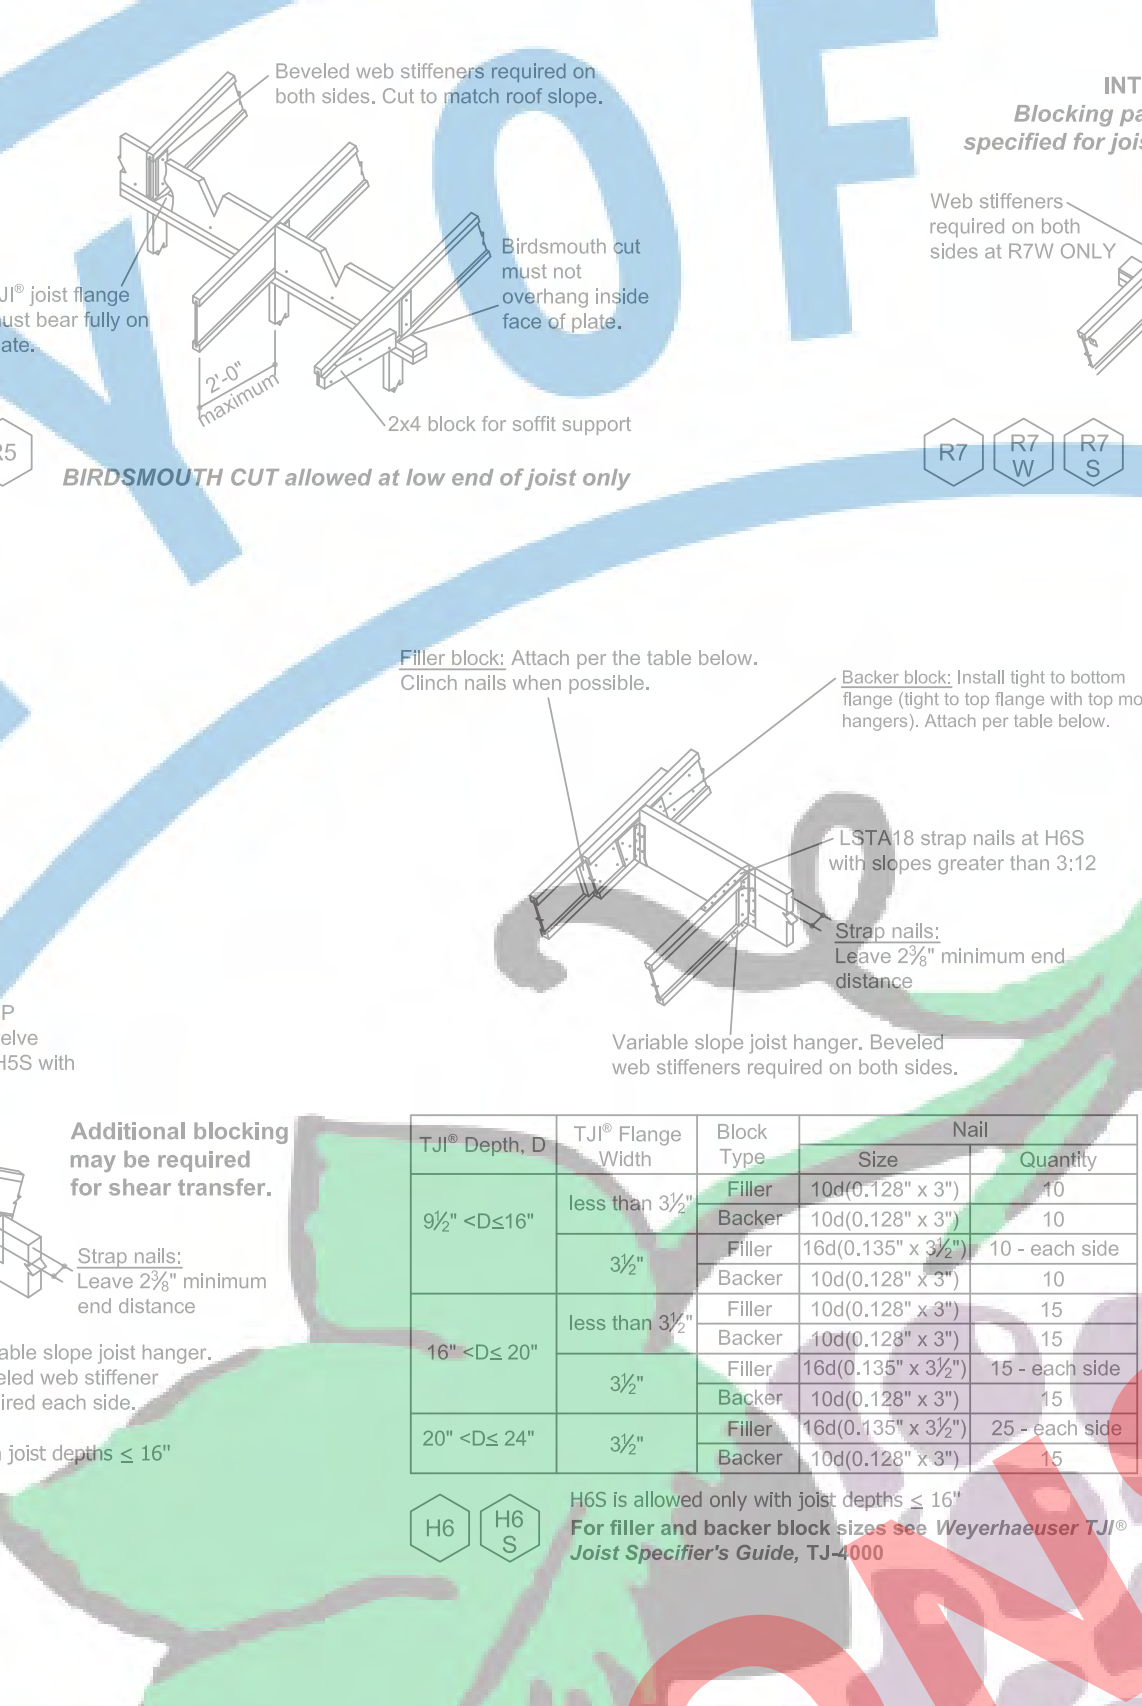 Beveled web stiffeners required on
both sides. Cut to match roof slope.
INT
Blocking pa
specified for jois
Web stiffeners
required on both
sides at R7W ONLY
Birdsmouth cut
must not
overhang inside
face of plate.
JI® joist flange
ust bear fully on
ate.
2'-0"
maximum
2x4 block for soffit support
R5
BIRDSMOUTH CUT allowed at low end of joist only
R7
R7
W
R7
S
Y OF
Filler block: Attach per the table below.
Clinch nails when possible.
Backer block: Install tight to bottom
flange (tight to top flange with top mo
hangers). Attach per table below.
LSTA18 strap nails at H6S
with slopes greater than 3:12
Strap nails:
Leave 2⅜" minimum end
distance
Variable slope joist hanger. Beveled
web stiffeners required on both sides.
P
elve
H5S with
Additional blocking
may be required
for shear transfer.
Strap nails:
Leave 2⅜" minimum
end distance
able slope joist hanger.
eled web stiffener
ired each side.
joist depths ≤ 16"
TJI® Depth, D
TJI® Flange
Width
Block
Type
Nail
Size
Quantity
9½" <D≤16"
less than 3½"
Filler 10d(0.128" x 3") 10
Backer 10d(0.128" x 3") 10
3½"
Filler 16d(0.135" x 3½") 10 - each side
Backer 10d(0.128" x 3") 10
16" <D≤ 20"
less than 3½"
Filler 10d(0.128" x 3") 15
Backer 10d(0.128" x 3") 15
3½"
Filler 16d(0.135" x 3½") 15 - each side
Backer 10d(0.128" x 3") 15
20" <D≤ 24"
3½"
Filler 16d(0.135" x 3½") 25 - each side
Backer 10d(0.128" x 3") 15
H6
H6
S
H6S is allowed only with joist depths ≤ 16"
For filler and backer block sizes see Weyerhaeuser TJI®
Joist Specifier's Guide, TJ-4000
ONS